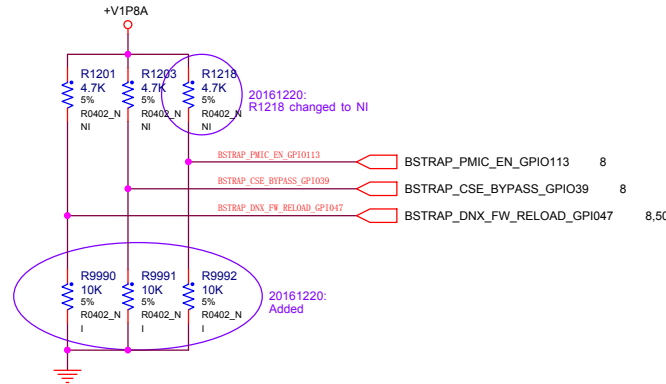 +V1P8A
R1201
4.7K
5%
R0402_N
NI
R1203
4.7K
5%
R0402_N
NI
R1218
4.7K
5%
R0402_N
NI
20161220:
R1218 changed to NI
BSTRAP_PMIC_EN_GPIO113
BSTRAP_PMIC_EN_GPIO113 8
BSTRAP_CSE_BYPASS_GPIO39
BSTRAP_CSE_BYPASS_GPIO39 8
BSTRAP_DNX_FW_RELOAD_GPI047
BSTRAP_DNX_FW_RELOAD_GPI047 8,50
R9990
10K
5%
R0402_N
I
R9991
10K
5%
R0402_N
I
R9992
10K
5%
R0402_N
I
20161220:
Added